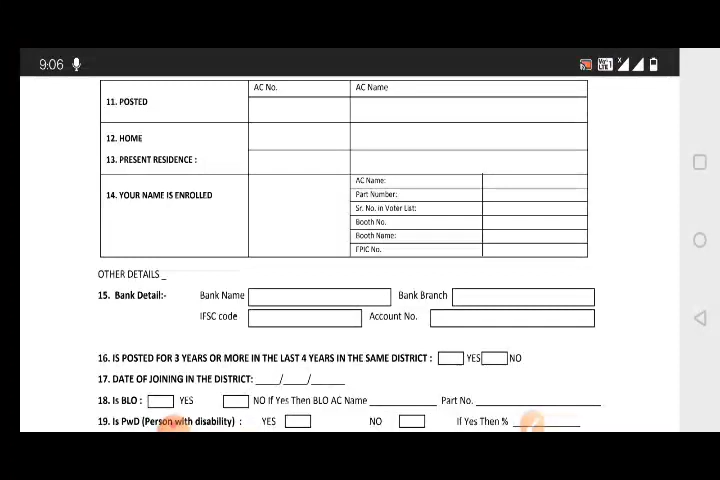 9:06
AC No. AC Name
11. POSTED
12. HOME
13. PRESENT RESIDENCE :
14. YOUR NAME IS ENROLLED
AC Name:
Part Number:
Sr. No. in Voter List:
Booth No.
Booth Name:
FPIC No.
OTHER DETAILS _
15. Bank Detail:- Bank Name Bank Branch
IFSC code Account No.
16. IS POSTED FOR 3 YEARS OR MORE IN THE LAST 4 YEARS IN THE SAME DISTRICT : YES NO
17. DATE OF JOINING IN THE DISTRICT: ____/____/______
18. Is BLO : YES NO If Yes Then BLO AC Name ____________ Part No. ______________________
19. Is PwD (Person with disability) : YES NO If Yes Then % ____________